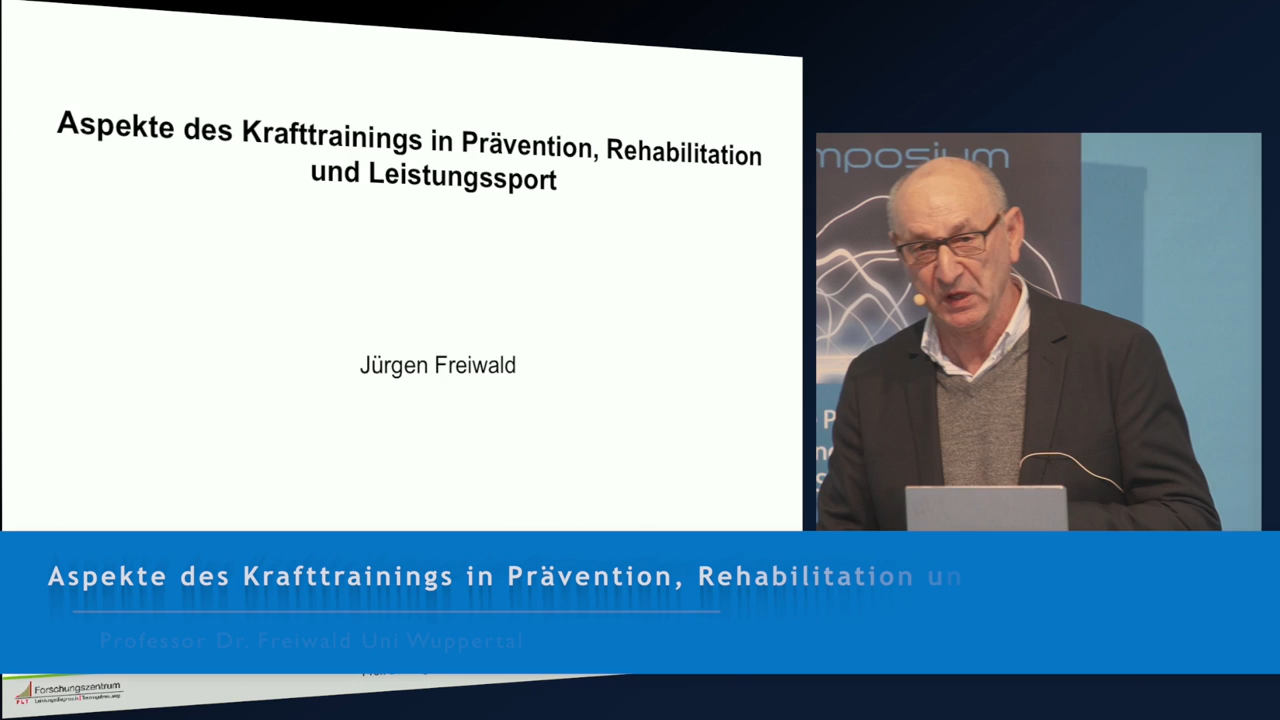 Aspekte des Krafttrainings in Prävention, Rehabilitation
und Leistungssport
Jürgen Freiwald
mposium
Aspekte des Krafttrainings in Prävention, Rehabilitation un
Professor Dr. Freiwald Uni Wuppertal
Forschungszentrum